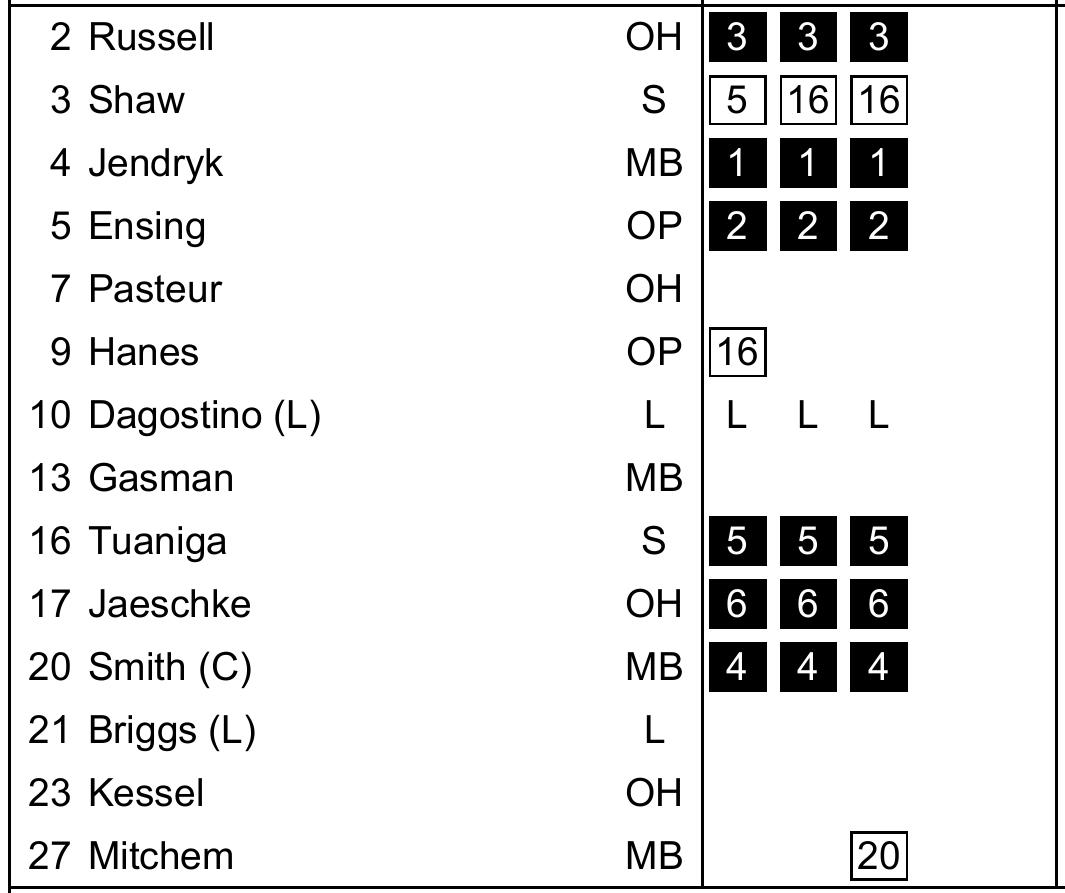 2 Russell OH 3 3 3
3 Shaw S 5 16 16
4 Jendryk MB 1 1 1
5 Ensing OP 2 2 2
7 Pasteur OH
9 Hanes OP 16
10 Dagostino (L) L L L L
13 Gasman MB
16 Tuaniga S 5 5 5
17 Jaeschke OH 6 6 6
20 Smith (C) MB 4 4 4
21 Briggs (L) L
23 Kessel OH
27 Mitchem MB 20